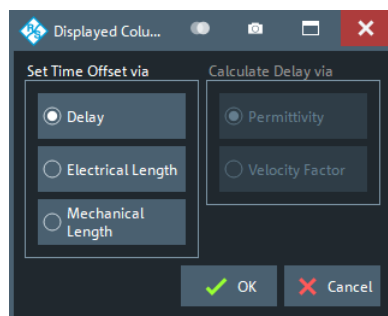 Displayed Colu...
Set Time Offset via
Calculate Delay via
Delay
Permittivity
Electrical Length
Velocity Factor
Mechanical
Length
OK
Cancel